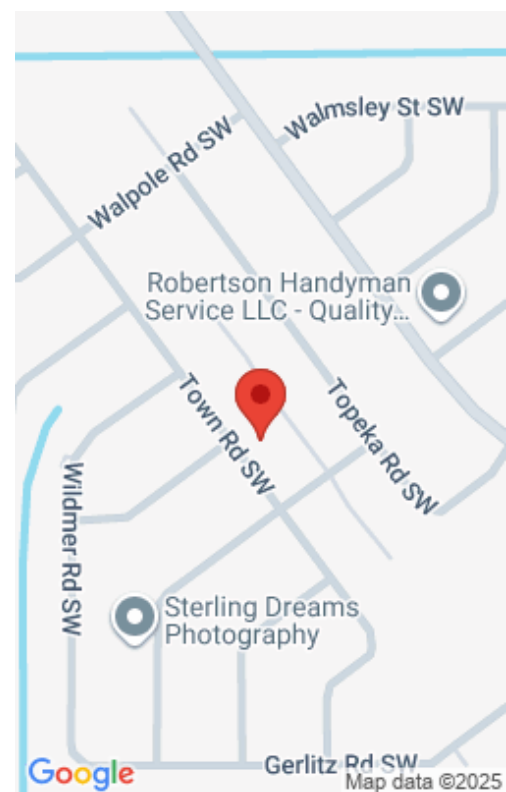 Walmsley St SW
Walpole Rd SW
Robertson Handyman
Service LLC - Quality...
Town Rd SW
Topeka Rd SW
Wildmer Rd SW
Sterling Dreams
Photography
Gerlitz Rd SW
Google
Map data ©2025